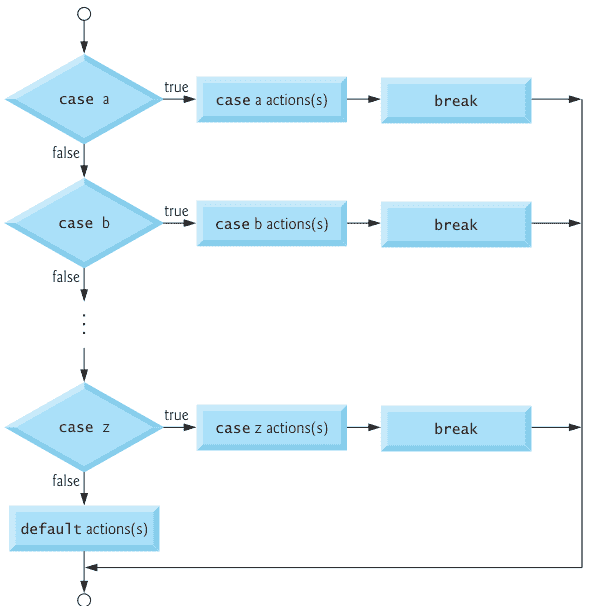 case a
true
case a actions(s)
break
false
case b
true
case b actions(s)
break
false
case z
true
case z actions(s)
break
false
default actions(s)